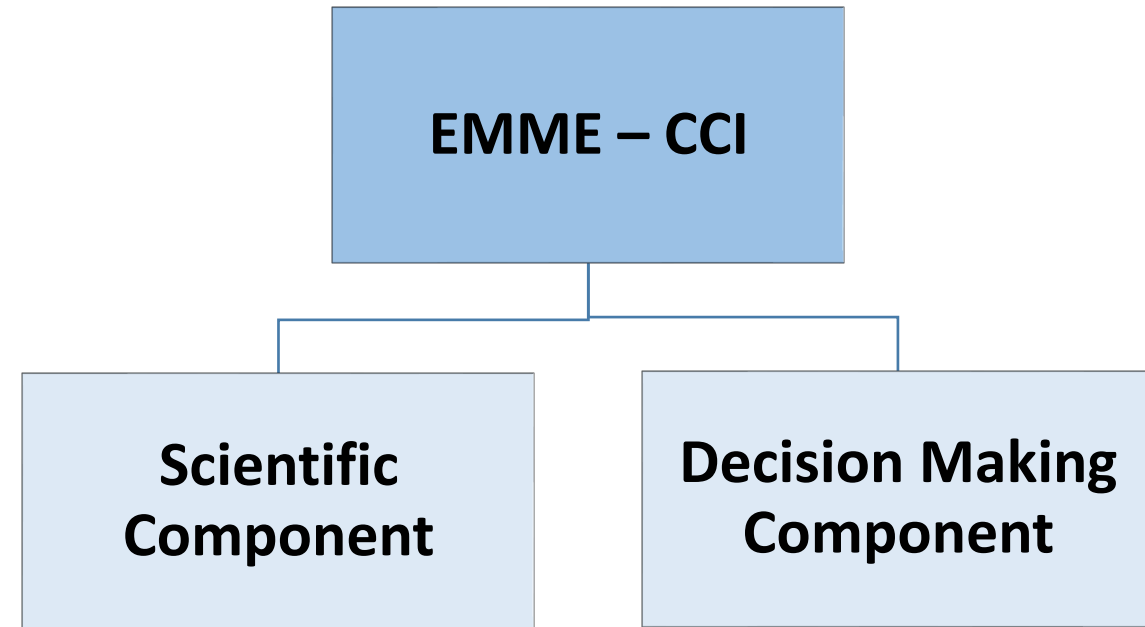 EMME – CCI
Scientific
Component
Decision Making
Component